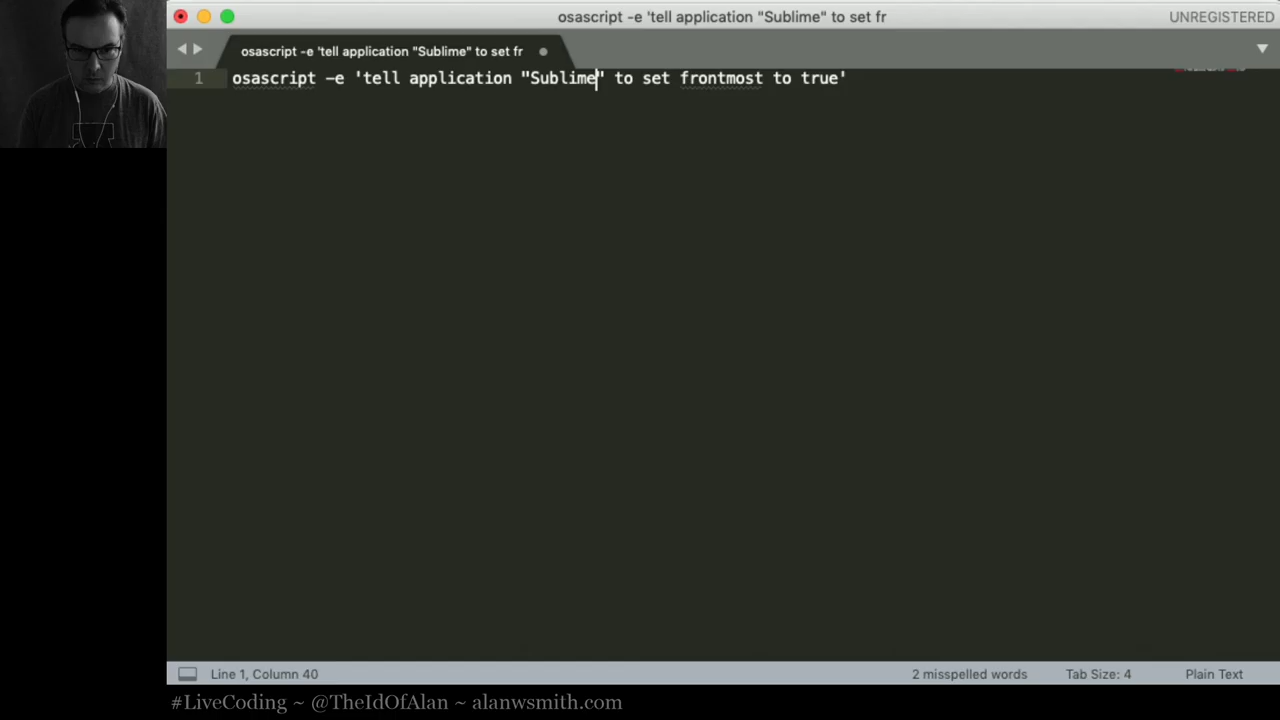 osascript -e 'tell application "Sublime" to set fr
UNREGISTERED
osascript -e 'tell application "Sublime" to set fr
1 osascript -e 'tell application "Sublime" to set frontmost to true'
Line 1, Column 40
2 misspelled words
Tab Size: 4
Plain Text
#LiveCoding ~ @TheIdOfAlan ~ alanwsmith.com